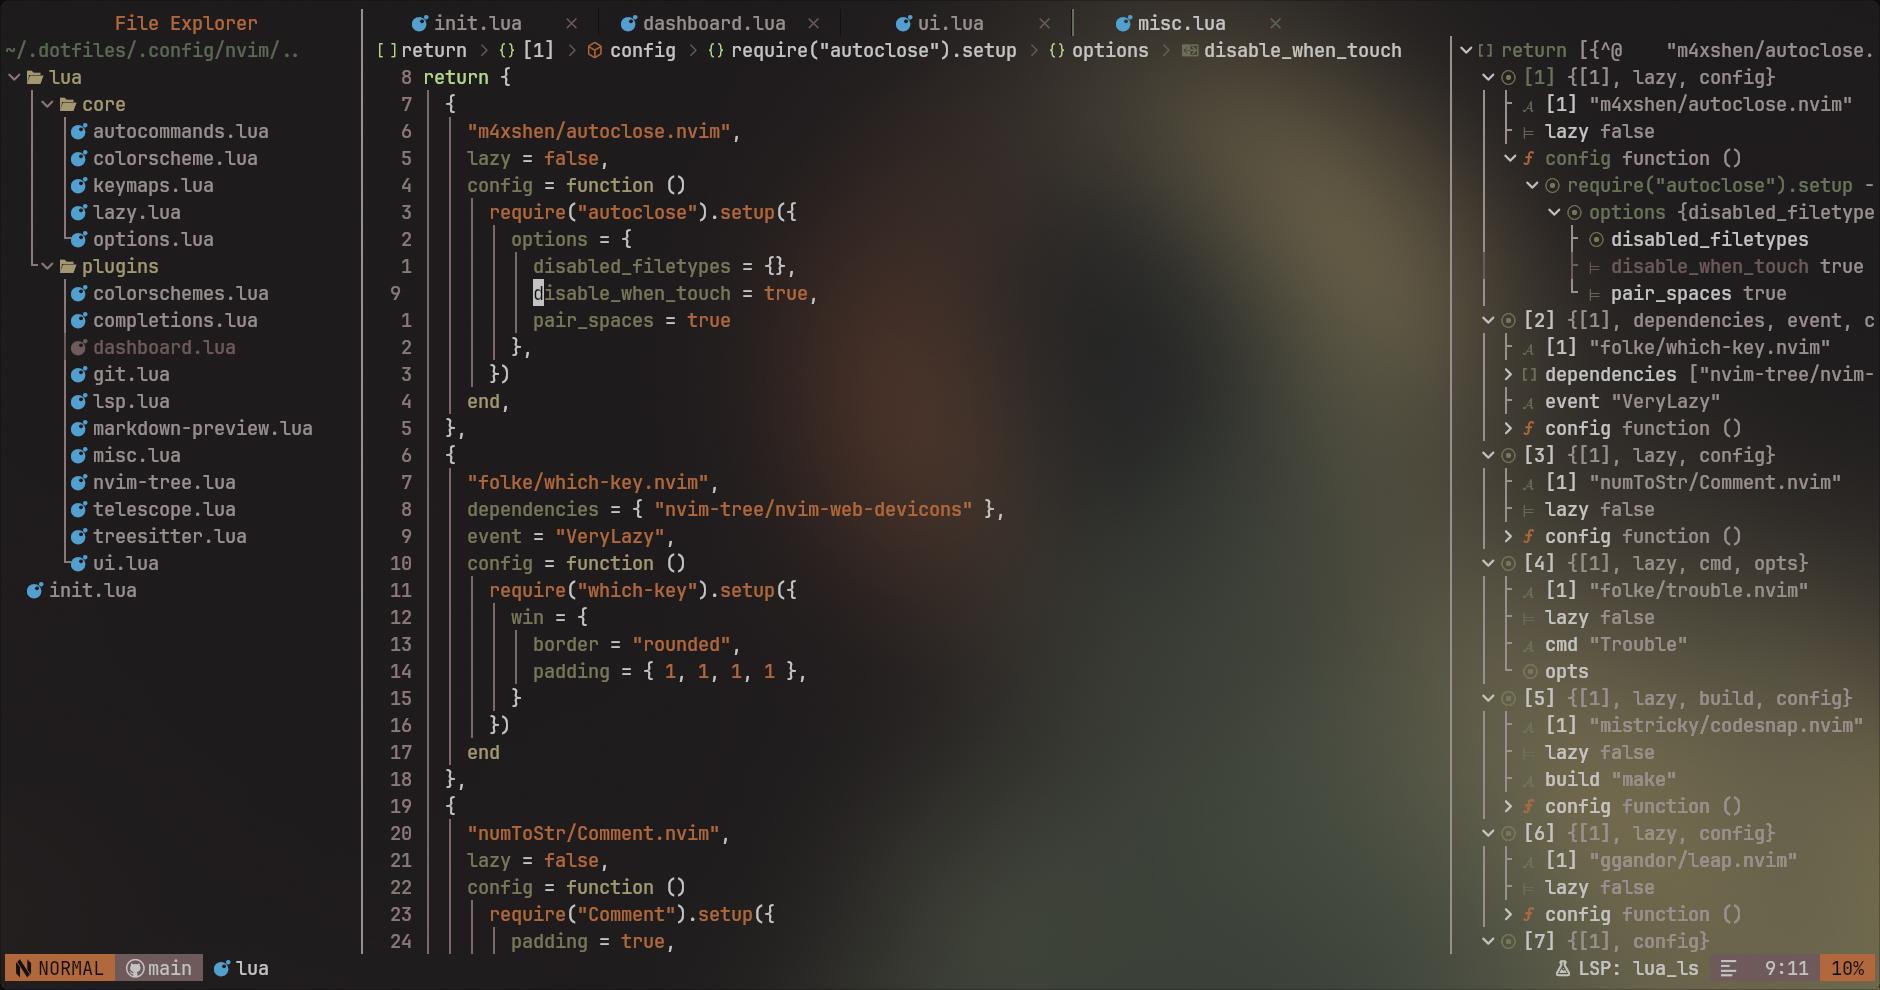 File Explorer
~/.dotfiles/.config/nvim/..
lua
core
autocommands.lua
colorscheme.lua
keymaps.lua
lazy.lua
options.lua
plugins
colorschemes.lua
completions.lua
dashboard.lua
git.lua
lsp.lua
markdown-preview.lua
misc.lua
nvim-tree.lua
telescope.lua
treesitter.lua
ui.lua
init.lua
init.lua × dashboard.lua × ui.lua × misc.lua ×
[] return > {} [1] > config > {} require("autoclose").setup > {} options > disable_when_touch
8 return {
7 {
6 "m4xshen/autoclose.nvim",
5 lazy = false,
4 config = function ()
3 require("autoclose").setup({
2 options = {
1 disabled_filetypes = {},
9 disable_when_touch = true,
1 pair_spaces = true
2 },
3 })
4 end,
5 },
6 {
7 "folke/which-key.nvim",
8 dependencies = { "nvim-tree/nvim-web-devicons" },
9 event = "VeryLazy",
10 config = function ()
11 require("which-key").setup({
12 win = {
13 border = "rounded",
14 padding = { 1, 1, 1, 1 },
15 }
16 })
17 end
18 },
19 {
20 "numToStr/Comment.nvim",
21 lazy = false,
22 config = function ()
23 require("Comment").setup({
24 padding = true,
[] return [{^@ "m4xshen/autoclose.
[1] {[1], lazy, config}
[1] "m4xshen/autoclose.nvim"
lazy false
config function ()
require("autoclose").setup -
options {disabled_filetype
disabled_filetypes
disable_when_touch true
pair_spaces true
[2] {[1], dependencies, event, c
[1] "folke/which-key.nvim"
[] dependencies ["nvim-tree/nvim-
event "VeryLazy"
config function ()
[3] {[1], lazy, config}
[1] "numToStr/Comment.nvim"
lazy false
config function ()
[4] {[1], lazy, cmd, opts}
[1] "folke/trouble.nvim"
lazy false
cmd "Trouble"
opts
[5] {[1], lazy, build, config}
[1] "mistricky/codesnap.nvim"
lazy false
build "make"
config function ()
[6] {[1], lazy, config}
[1] "ggandor/leap.nvim"
lazy false
config function ()
[7] {[1], config}
NORMAL main lua LSP: lua_ls 9:11 10%